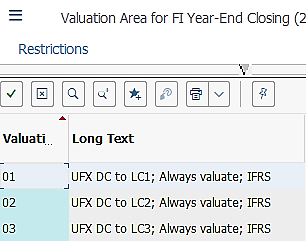 Valuation Area for FI Year-End Closing (2
Restrictions
Valuati.. Long Text
01 UFX DC to LC1; Always valuate; IFRS
02 UFX DC to LC2; Always valuate; IFRS
03 UFX DC to LC3; Always valuate; IFRS